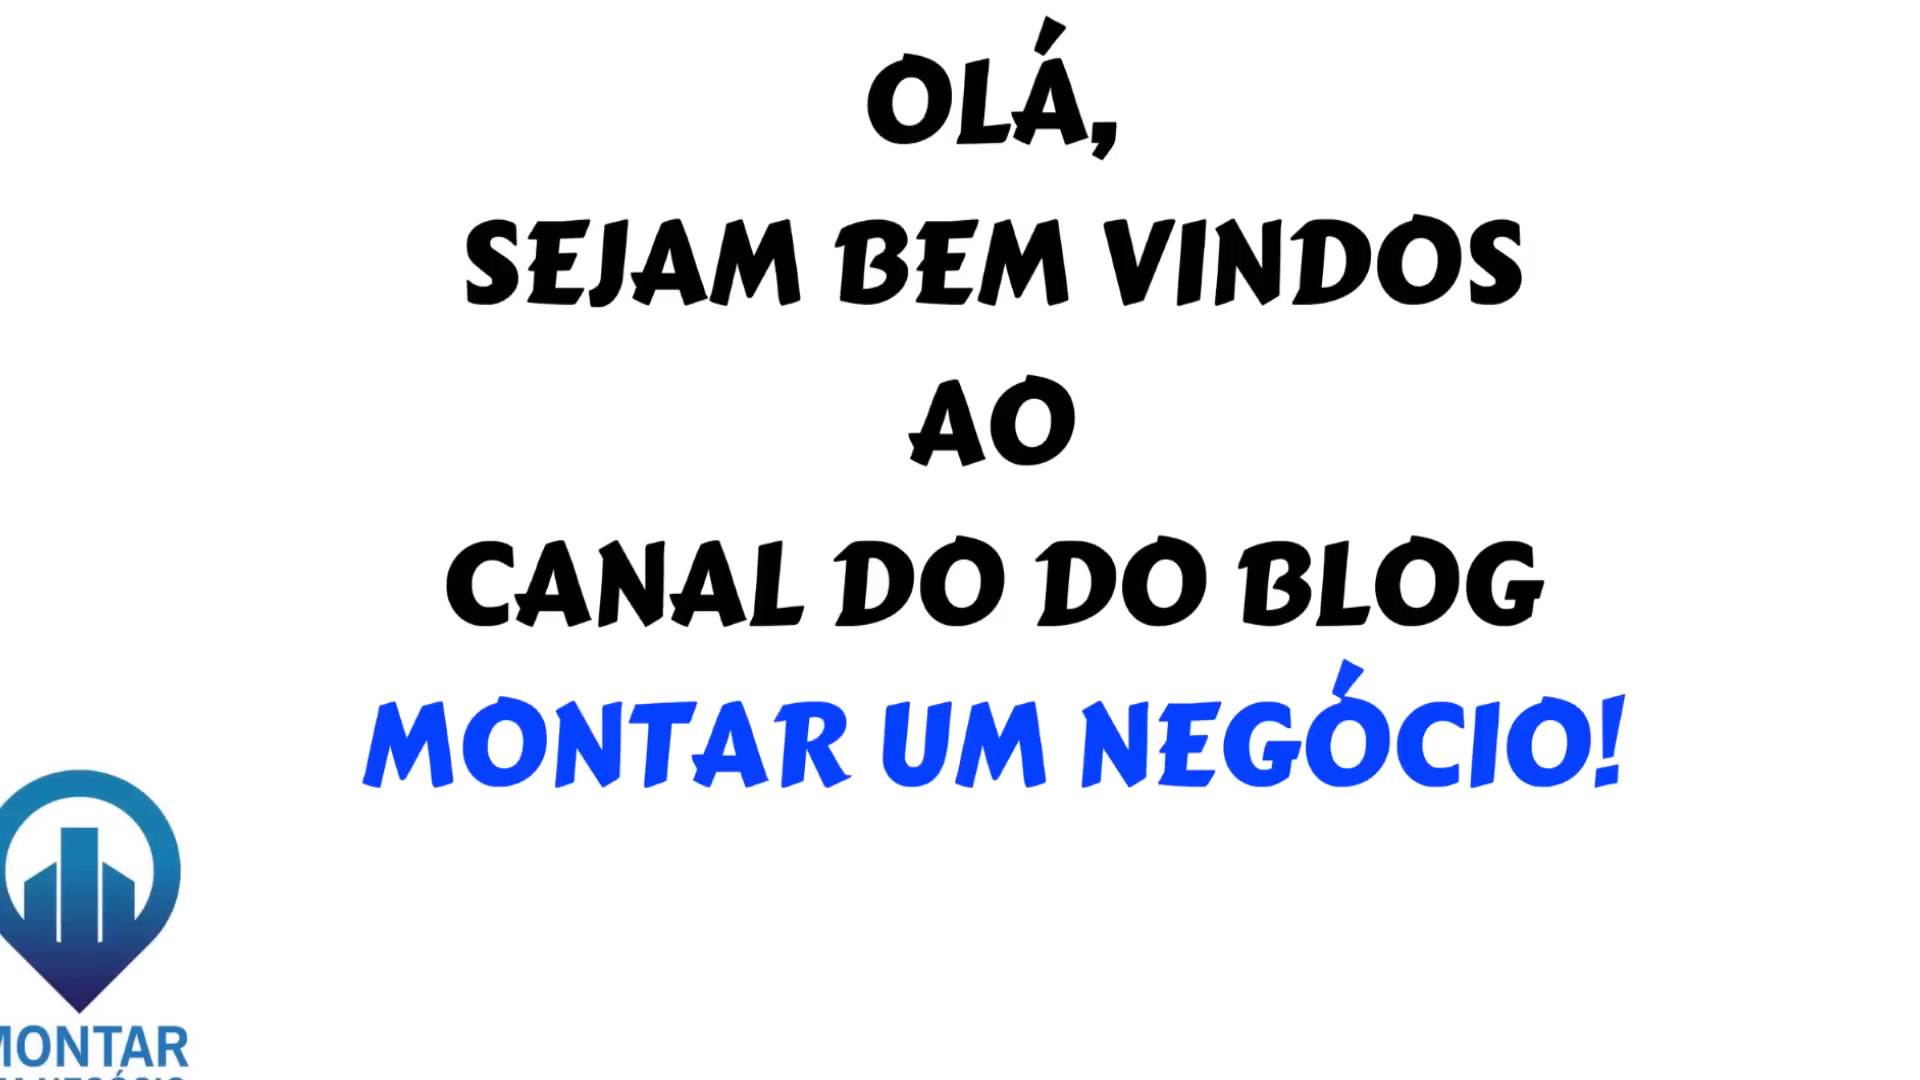 OLÁ,
SEJAM BEM VINDOS
AO
CANAL DO DO BLOG
MONTAR UM NEGÓCIO!
MONTAR